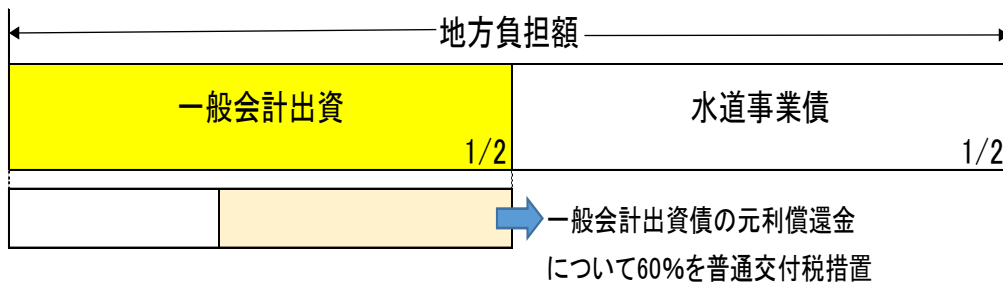 地方負担額
一般会計出資
1/2
水道事業債
1/2
一般会計出資債の元利償還金
について60%を普通交付税措置